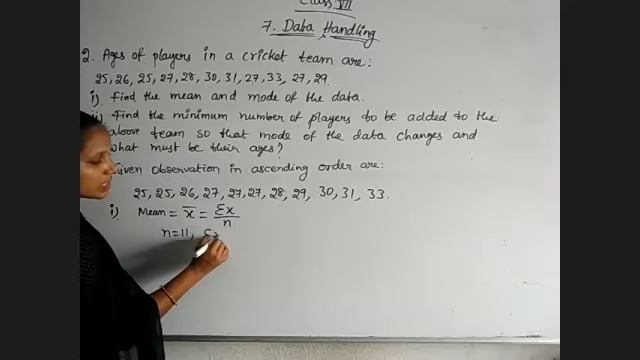 Class: VII
7. Data Handling
2. Ages of players in a cricket team are:
25, 26, 25, 27, 28, 30, 31, 27, 33, 27, 29.
i) Find the mean and mode of the data.
ii) Find the minimum number of players to be added to the
above team so that mode of the data changes and
what must be their ages?
Given Observation in ascending order are:
25, 25, 26, 27, 27, 27, 28, 29, 30, 31, 33.
i) Mean = x̅ = Σx/n
n=11, Σx